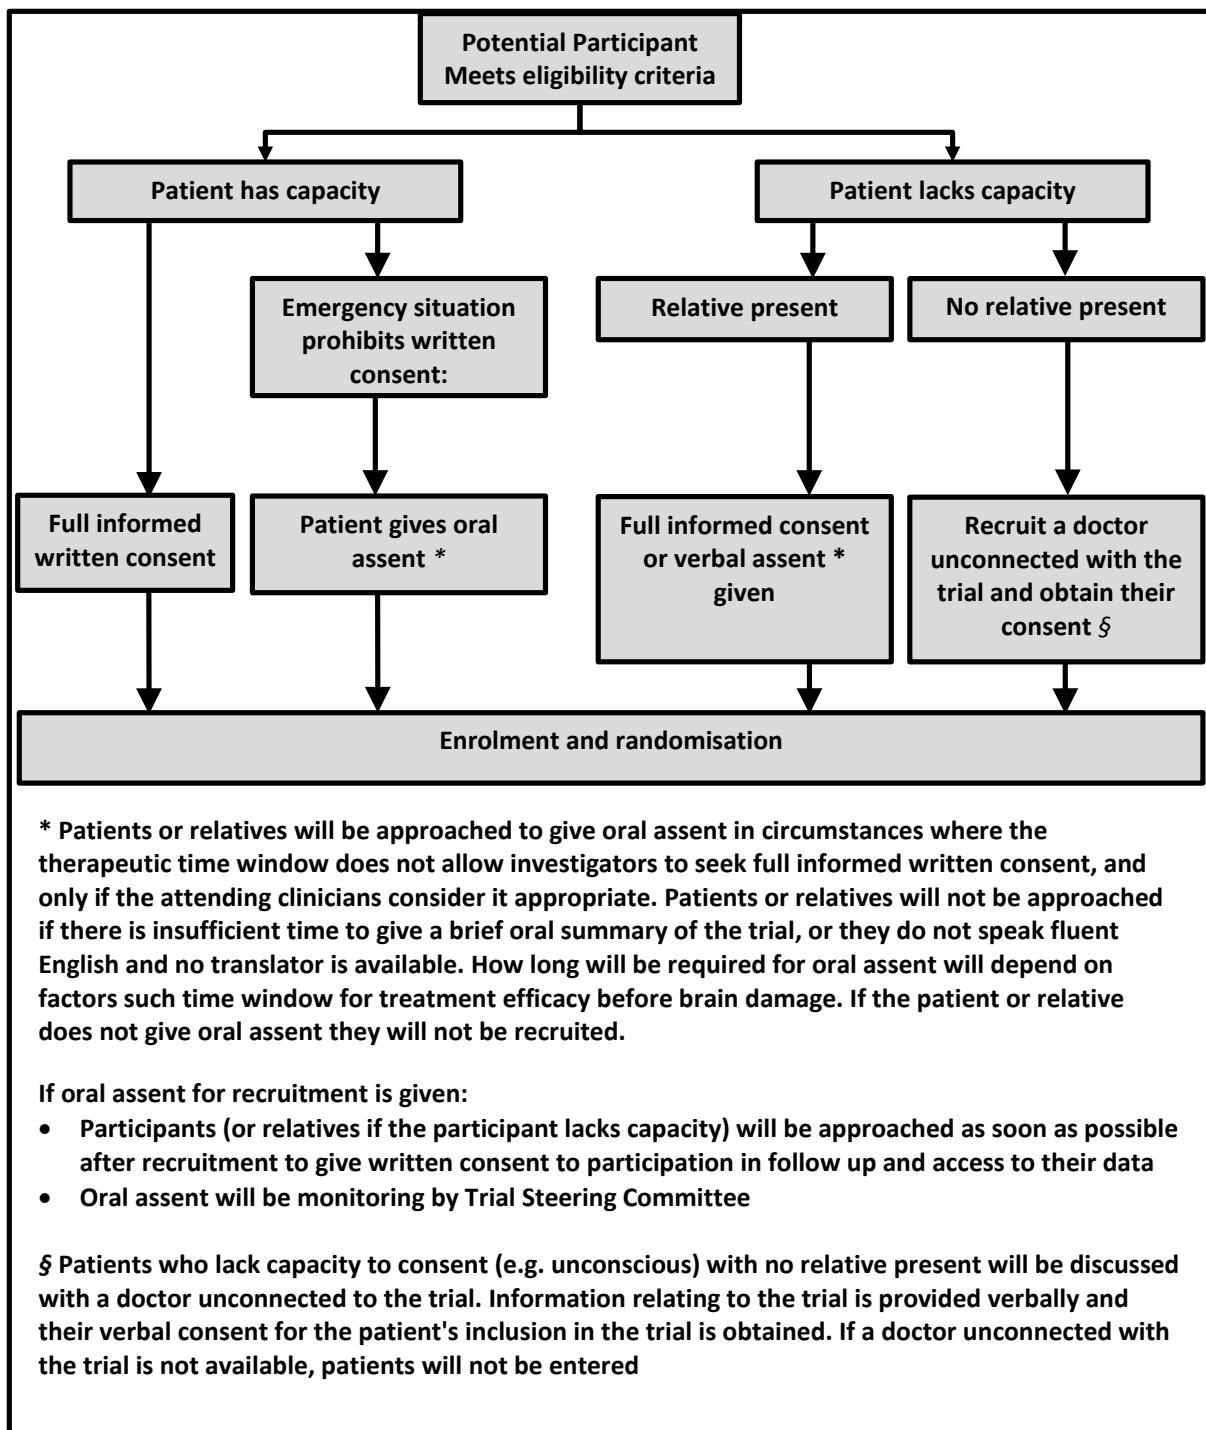 Potential Participant
Meets eligibility criteria
Patient has capacity
Patient lacks capacity
Emergency situation
prohibits written
consent:
Relative present
No relative present
Full informed
written consent
Patient gives oral
assent *
Full informed consent
or verbal assent *
given
Recruit a doctor
unconnected with the
trial and obtain their
consent §
Enrolment and randomisation
* Patients or relatives will be approached to give oral assent in circumstances where the
therapeutic time window does not allow investigators to seek full informed written consent, and
only if the attending clinicians consider it appropriate. Patients or relatives will not be approached
if there is insufficient time to give a brief oral summary of the trial, or they do not speak fluent
English and no translator is available. How long will be required for oral assent will depend on
factors such time window for treatment efficacy before brain damage. If the patient or relative
does not give oral assent they will not be recruited.
If oral assent for recruitment is given:
• Participants (or relatives if the participant lacks capacity) will be approached as soon as possible
after recruitment to give written consent to participation in follow up and access to their data
• Oral assent will be monitoring by Trial Steering Committee
§ Patients who lack capacity to consent (e.g. unconscious) with no relative present will be discussed
with a doctor unconnected to the trial. Information relating to the trial is provided verbally and
their verbal consent for the patient's inclusion in the trial is obtained. If a doctor unconnected with
the trial is not available, patients will not be entered